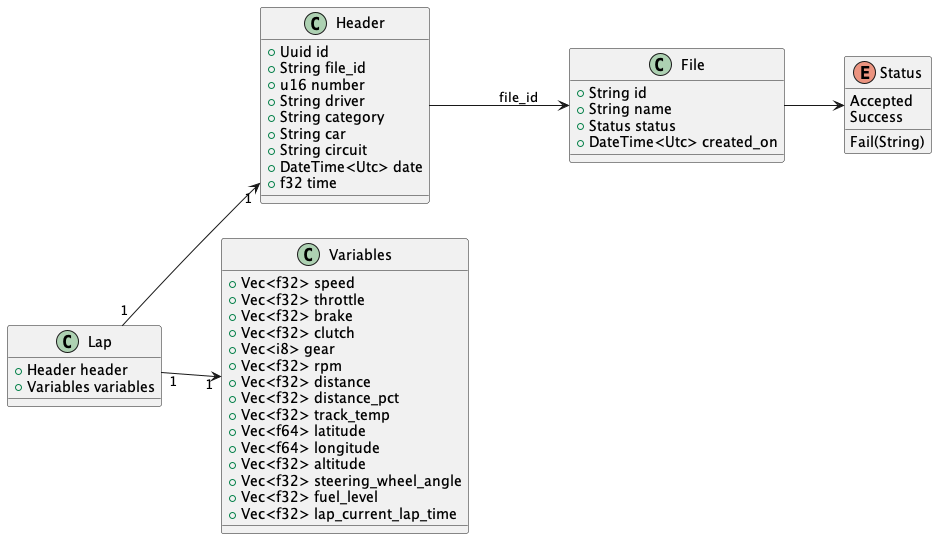 C Header
Uuid id
String file_id
u16 number
String driver
String category
String car
String circuit
DateTime<Utc> date
f32 time
file_id
C File
String id
String name
Status status
DateTime<Utc> created_on
E Status
Accepted
Success
Fail(String)
1
1
C Lap
Header header
Variables variables
1
1
C Variables
Vec<f32> speed
Vec<f32> throttle
Vec<f32> brake
Vec<f32> clutch
Vec<i8> gear
Vec<f32> rpm
Vec<f32> distance
Vec<f32> distance_pct
Vec<f32> track_temp
Vec<f64> latitude
Vec<f64> longitude
Vec<f32> altitude
Vec<f32> steering_wheel_angle
Vec<f32> fuel_level
Vec<f32> lap_current_lap_time